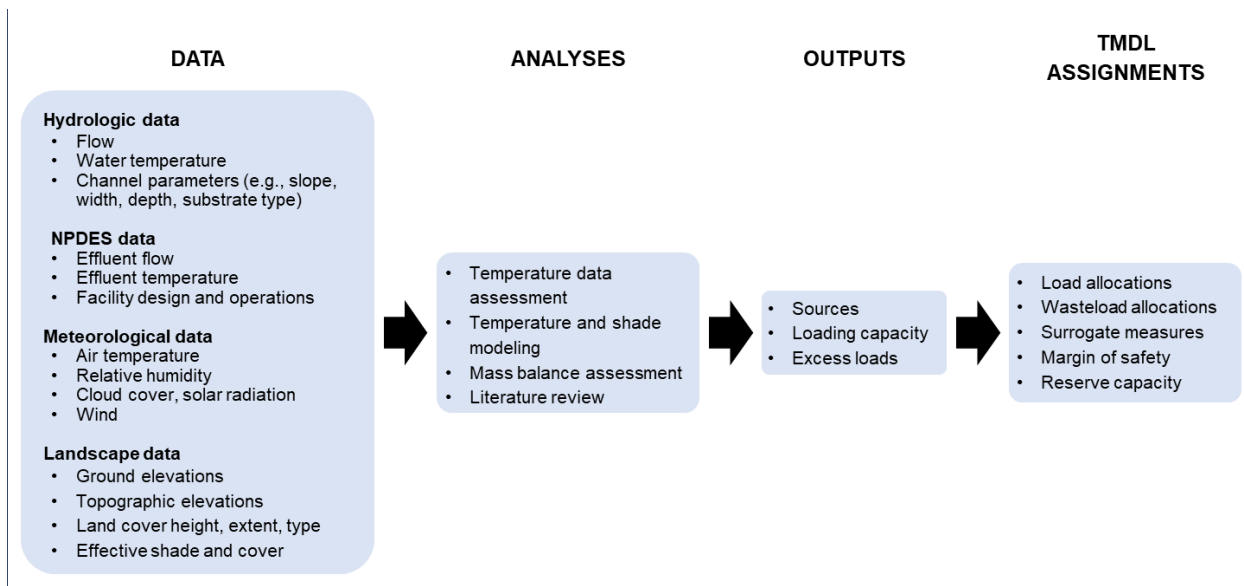 DATA
Hydrologic data
• Flow
• Water temperature
• Channel parameters (e.g., slope,
width, depth, substrate type)
NPDES data
• Effluent flow
• Effluent temperature
• Facility design and operations
Meteorological data
• Air temperature
• Relative humidity
• Cloud cover, solar radiation
• Wind
Landscape data
• Ground elevations
• Topographic elevations
• Land cover height, extent, type
• Effective shade and cover
ANALYSES
• Temperature data
assessment
• Temperature and shade
modeling
• Mass balance assessment
• Literature review
OUTPUTS
• Sources
• Loading capacity
• Excess loads
TMDL
ASSIGNMENTS
• Load allocations
• Wasteload allocations
• Surrogate measures
• Margin of safety
• Reserve capacity